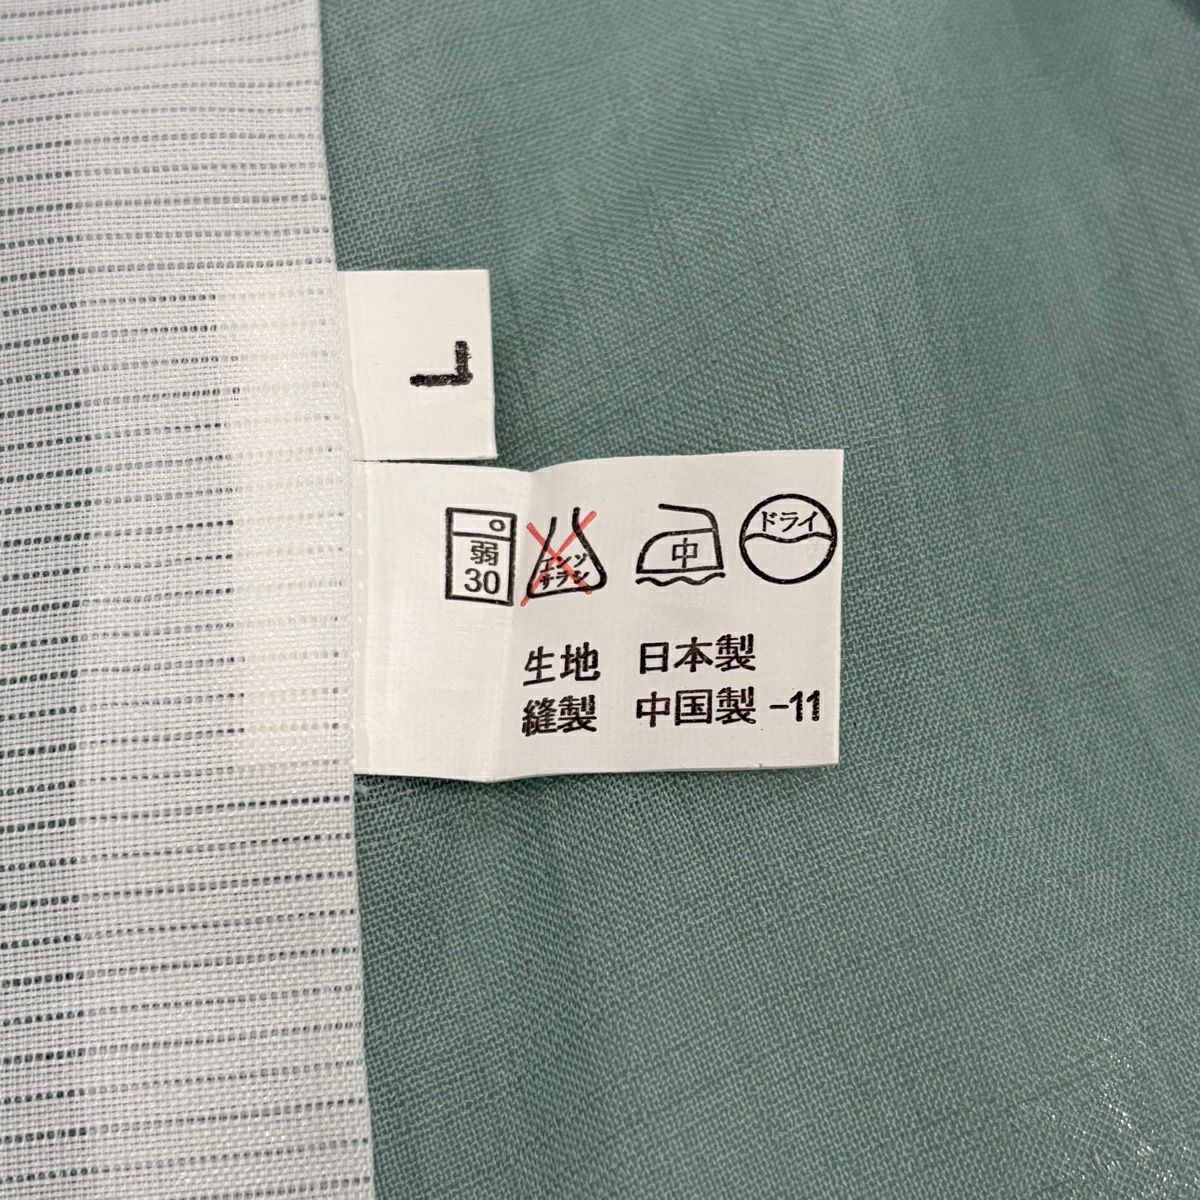 L
弱
30
エンソ
サラシ
中
ドライ
生地 日本製
縫製 中国製 -11